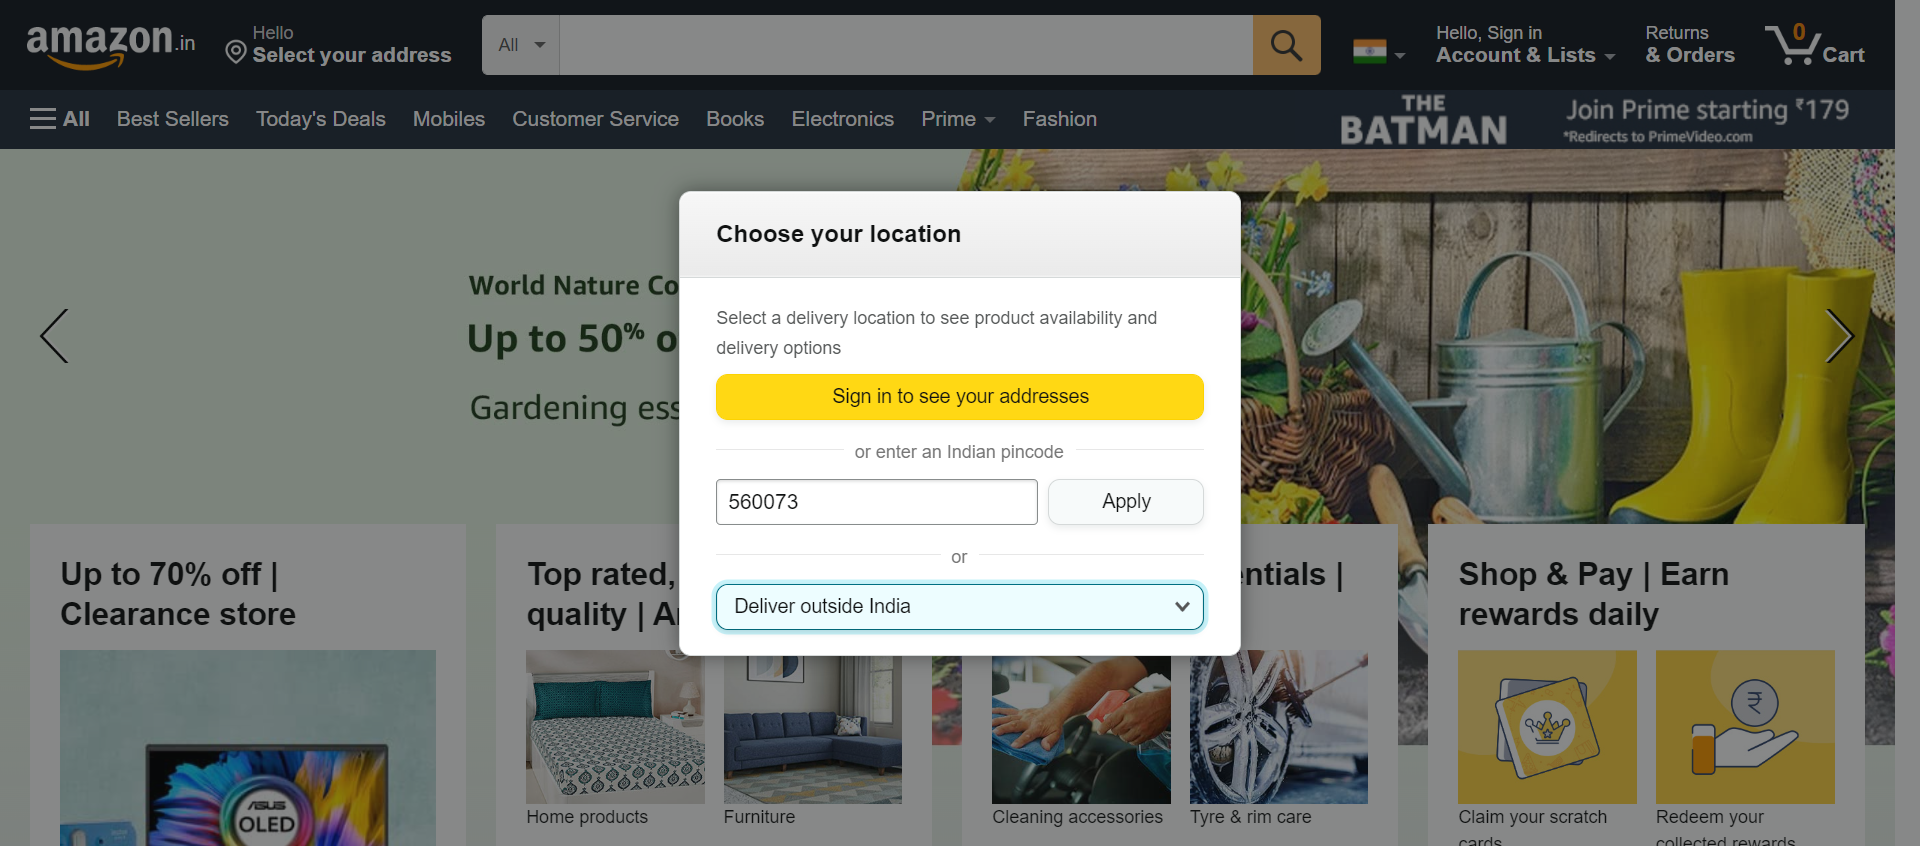 amazon.in
Hello
Select your address
All
Hello, Sign in
Account & Lists
Returns
& Orders
0
Cart
All
Best Sellers
Today's Deals
Mobiles
Customer Service
Books
Electronics
Prime
Fashion
THE
BATMAN
Join Prime starting ₹179
*Redirects to PrimeVideo.com
World Nature Co
Up to 50% o
Gardening ess
Choose your location
Select a delivery location to see product availability and
delivery options
Sign in to see your addresses
or enter an Indian pincode
560073
Apply
or
Deliver outside India
Up to 70% off |
Clearance store
ASUS
OLED
Top rated,
quality | A
Home products
Furniture
entials |
Cleaning accessories
Tyre & rim care
Shop & Pay | Earn
rewards daily
₹
Claim your scratch
cards
Redeem your
collected rewards